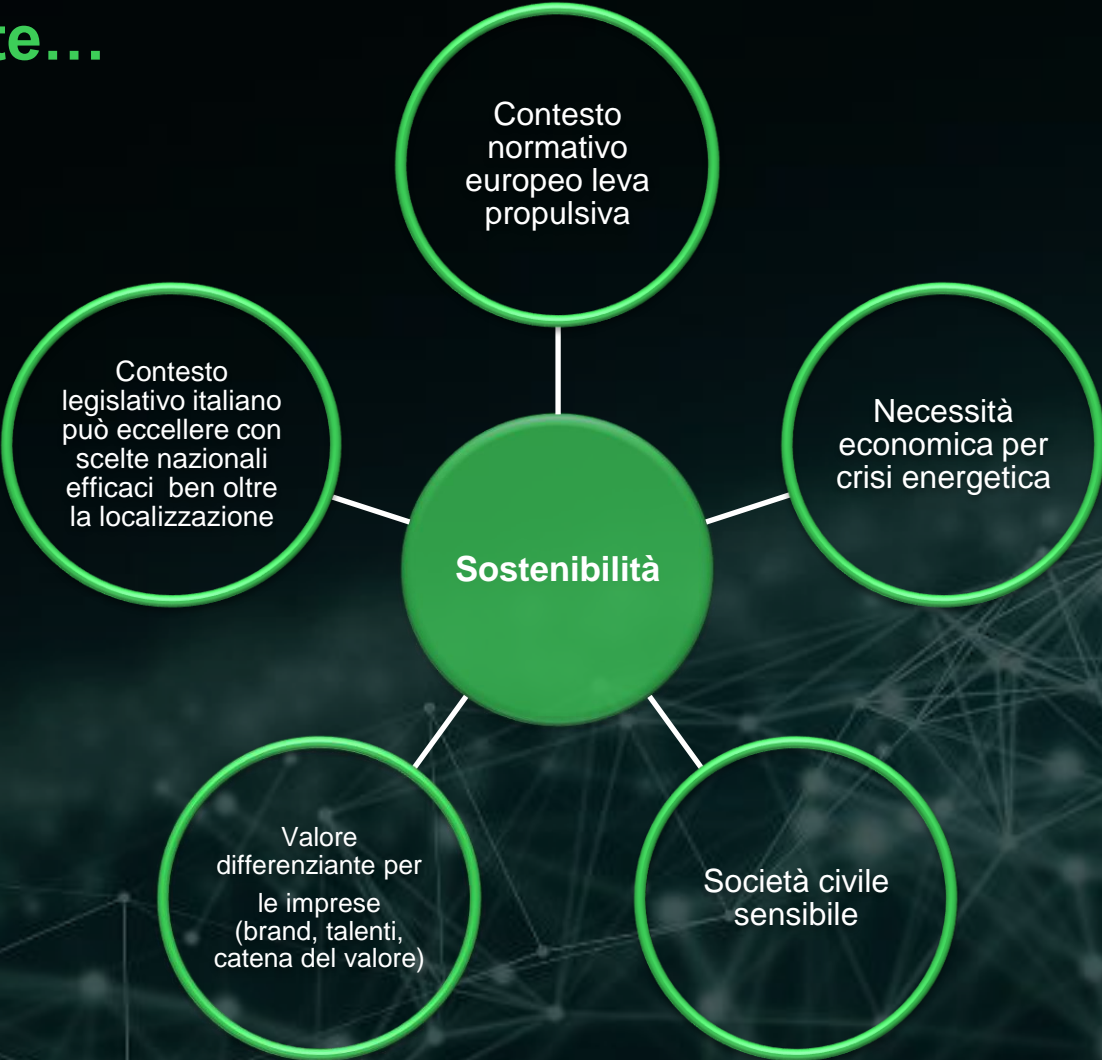 te…
Contesto
normativo
europeo leva
propulsiva
Necessità
economica per
crisi energetica
Società civile
sensibile
Valore
differenziante per
le imprese
(brand, talenti,
catena del valore)
Contesto
legislativo italiano
può eccellere con
scelte nazionali
efficaci  ben oltre
la localizzazione
Sostenibilità